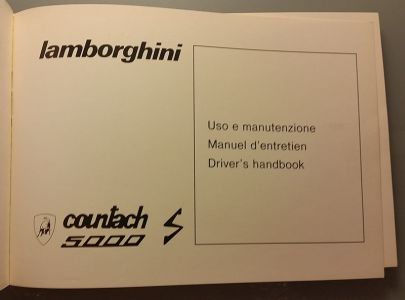 lamborghini
Uso e manutenzione
Manuel d'entretien
Driver's handbook
countach
5000 S